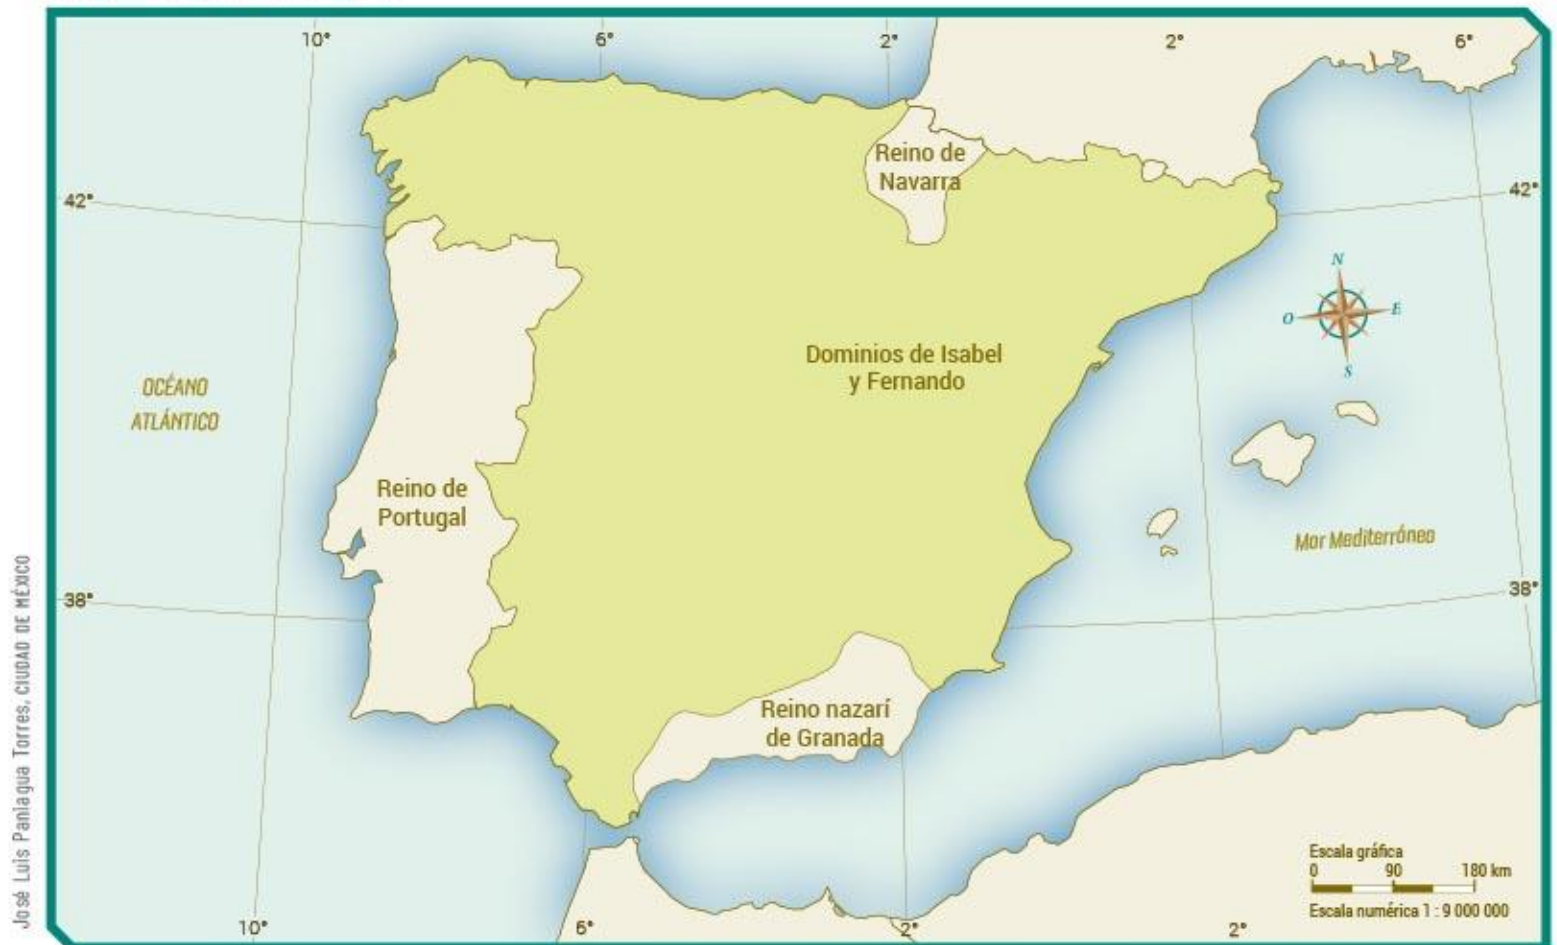 10°
6°
2°
2°
6°
42°
42°
Reino de
Navarra
N
O
E
S
Dominios de Isabel
y Fernando
OCÉANO
ATLÁNTICO
Reino de
Portugal
Mar Mediterráneo
38°
38°
Reino nazarí
de Granada
Escala gráfica
0 90 180 km
Escala numérica 1 : 9 000 000
10°
6°
2°
2°
José Luis Paniagua Torres, CIUDAD DE MÉXICO